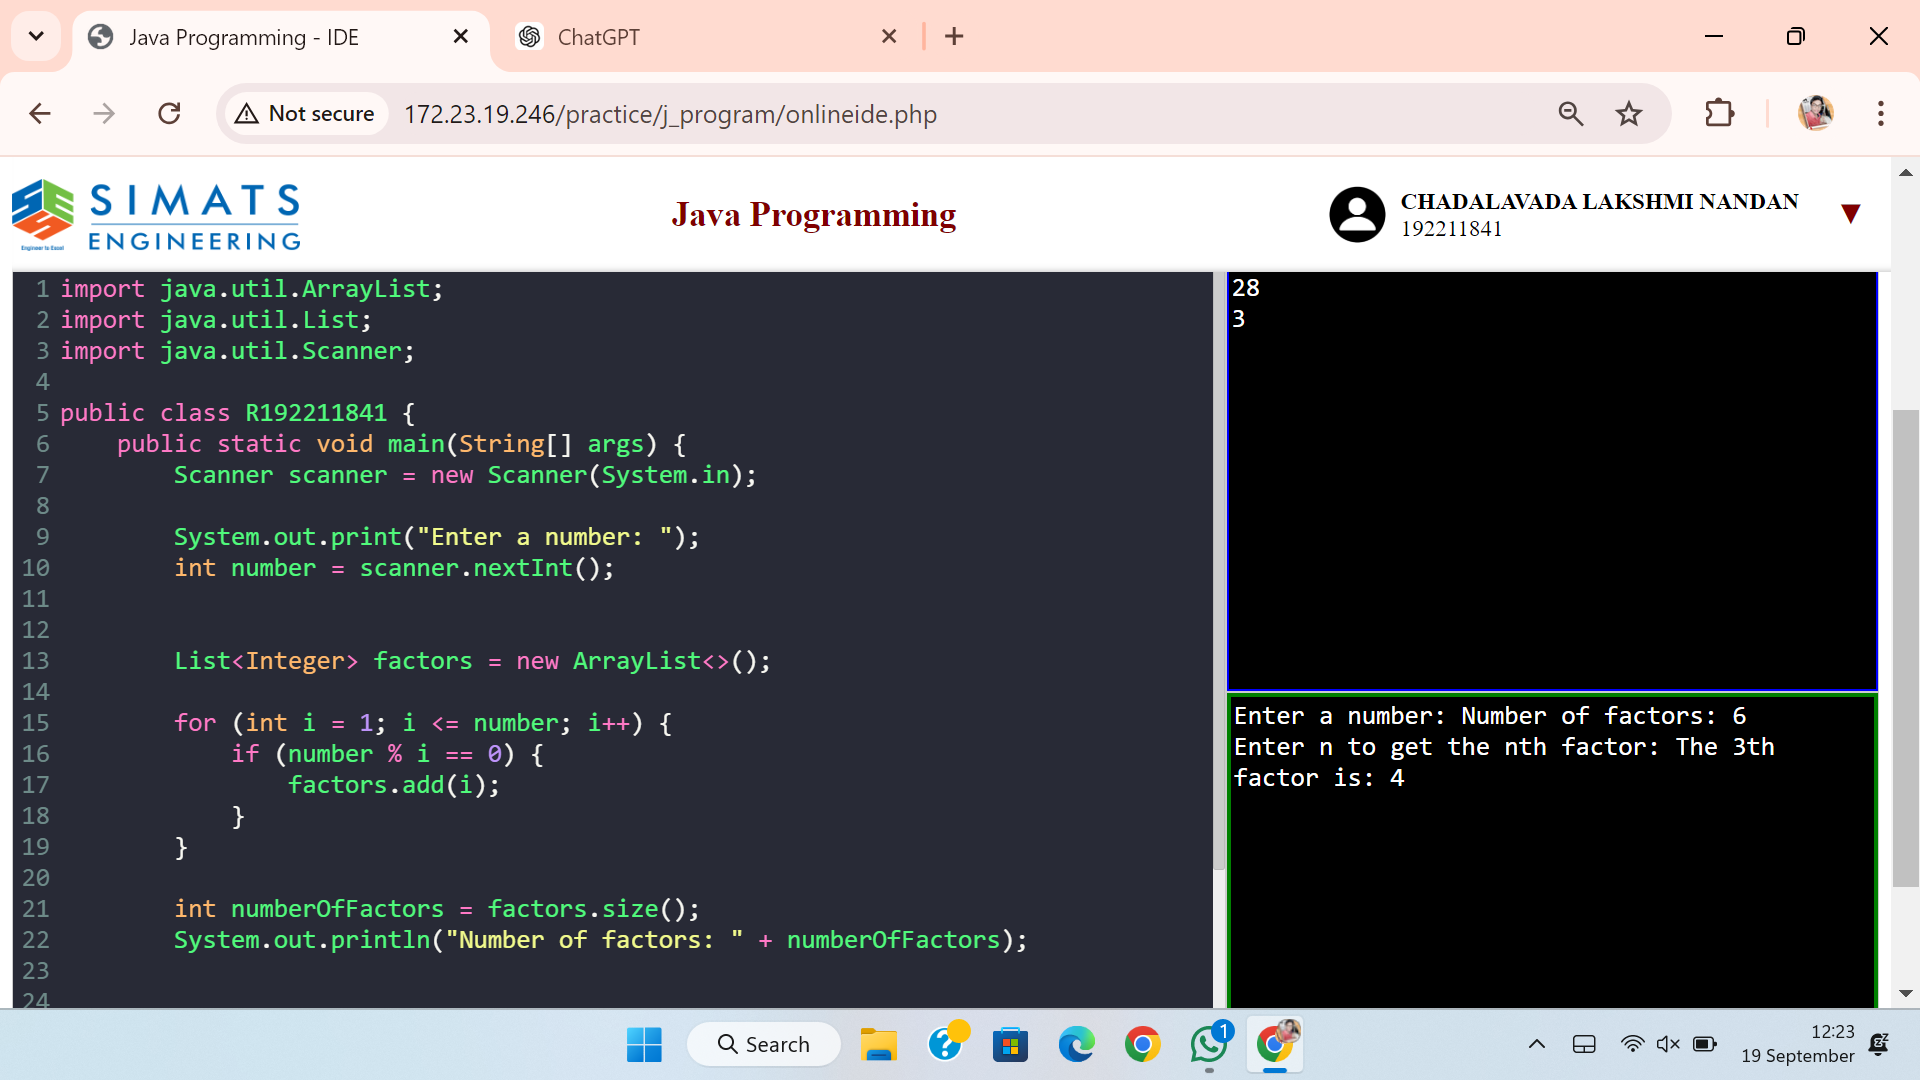 Java Programming - IDE
ChatGPT
Not secure
172.23.19.246/practice/j_program/onlineide.php
SIMATS
ENGINEERING
Engineer to Excel
Java Programming
CHADALAVADA LAKSHMI NANDAN
192211841
1 import java.util.ArrayList;
2 import java.util.List;
3 import java.util.Scanner;
4
5 public class R192211841 {
6     public static void main(String[] args) {
7         Scanner scanner = new Scanner(System.in);
8
9         System.out.print("Enter a number: ");
10         int number = scanner.nextInt();
11
12
13         List<Integer> factors = new ArrayList<>();
14
15         for (int i = 1; i <= number; i++) {
16             if (number % i == 0) {
17                 factors.add(i);
18             }
19         }
20
21         int numberOfFactors = factors.size();
22         System.out.println("Number of factors: " + numberOfFactors);
23
24
28
3
Enter a number: Number of factors: 6
Enter n to get the nth factor: The 3th
factor is: 4
Search
1
12:23
19 September